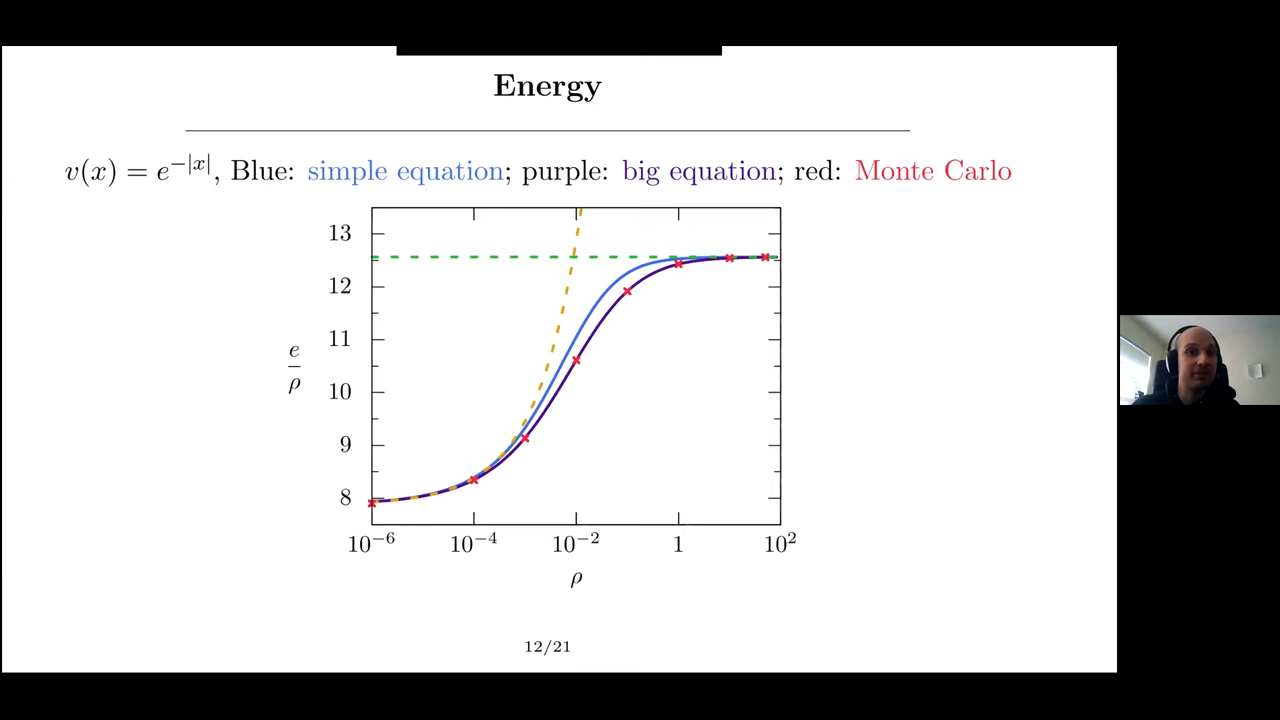 Energy
v(x) = e^{−|x|}, Blue: simple equation; purple: big equation; red: Monte Carlo
13
12
11
10
9
8
e/ρ
10^{−6} 10^{−4} 10^{−2} 1 10^{2}
ρ
12/21